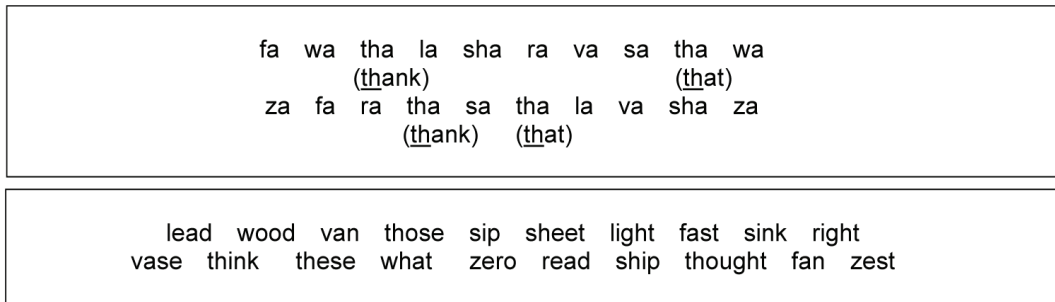 fa wa tha la sha ra va sa tha wa
(thank) (that)
za fa ra tha sa tha la va sha za
(thank) (that)
lead wood van those sip sheet light fast sink right
vase think these what zero read ship thought fan zest